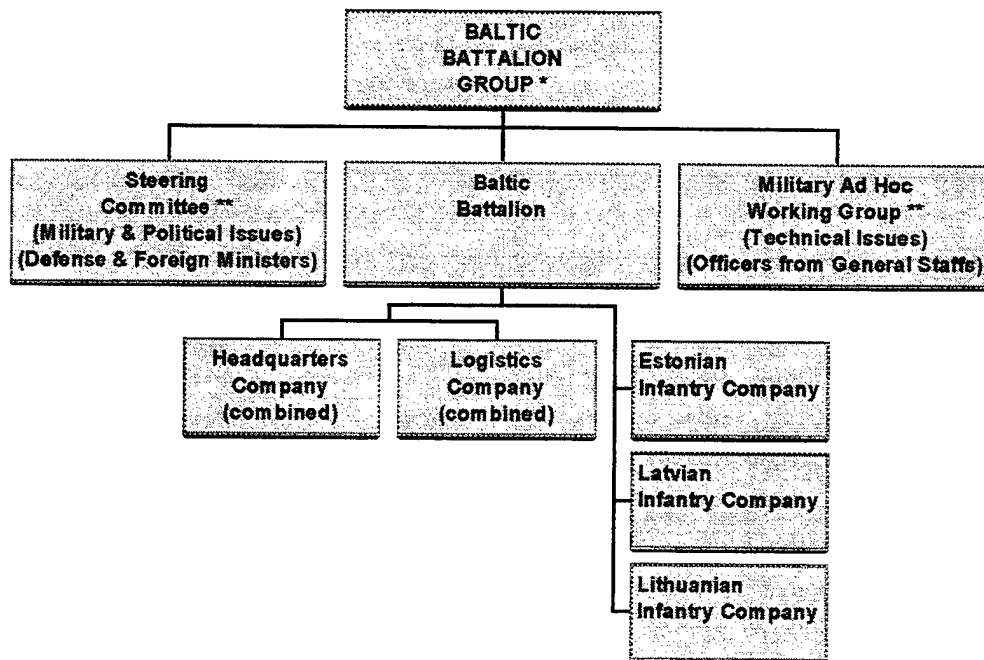 BALTIC
BATTALION
GROUP *
Steering
Committee **
(Military & Political Issues)
(Defense & Foreign Ministers)
Baltic
Battalion
Military Ad Hoc
Working Group **
(Technical Issues)
(Officers from General Staffs)
Headquarters
Company
(combined)
Logistics
Company
(combined)
Estonian
Infantry Company
Latvian
Infantry Company
Lithuanian
Infantry Company